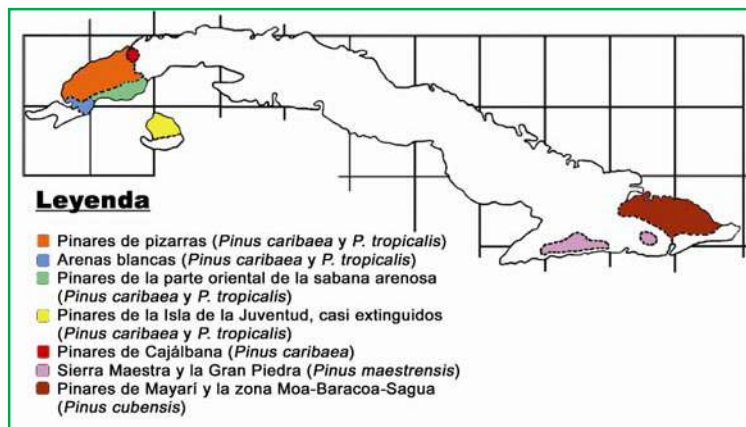 Leyenda
Pinares de pizarras (Pinus caribaea y P. tropicalis)
Arenas blancas (Pinus caribaea y P. tropicalis)
Pinares de la parte oriental de la sabana arenosa
(Pinus caribaea y P. tropicalis)
Pinares de la Isla de la Juventud, casi extinguidos
(Pinus caribaea y P. tropicalis)
Pinares de Cajálbana (Pinus caribaea)
Sierra Maestra y la Gran Piedra (Pinus maestrensis)
Pinares de Mayarí y la zona Moa-Baracoa-Sagua
(Pinus cubensis)